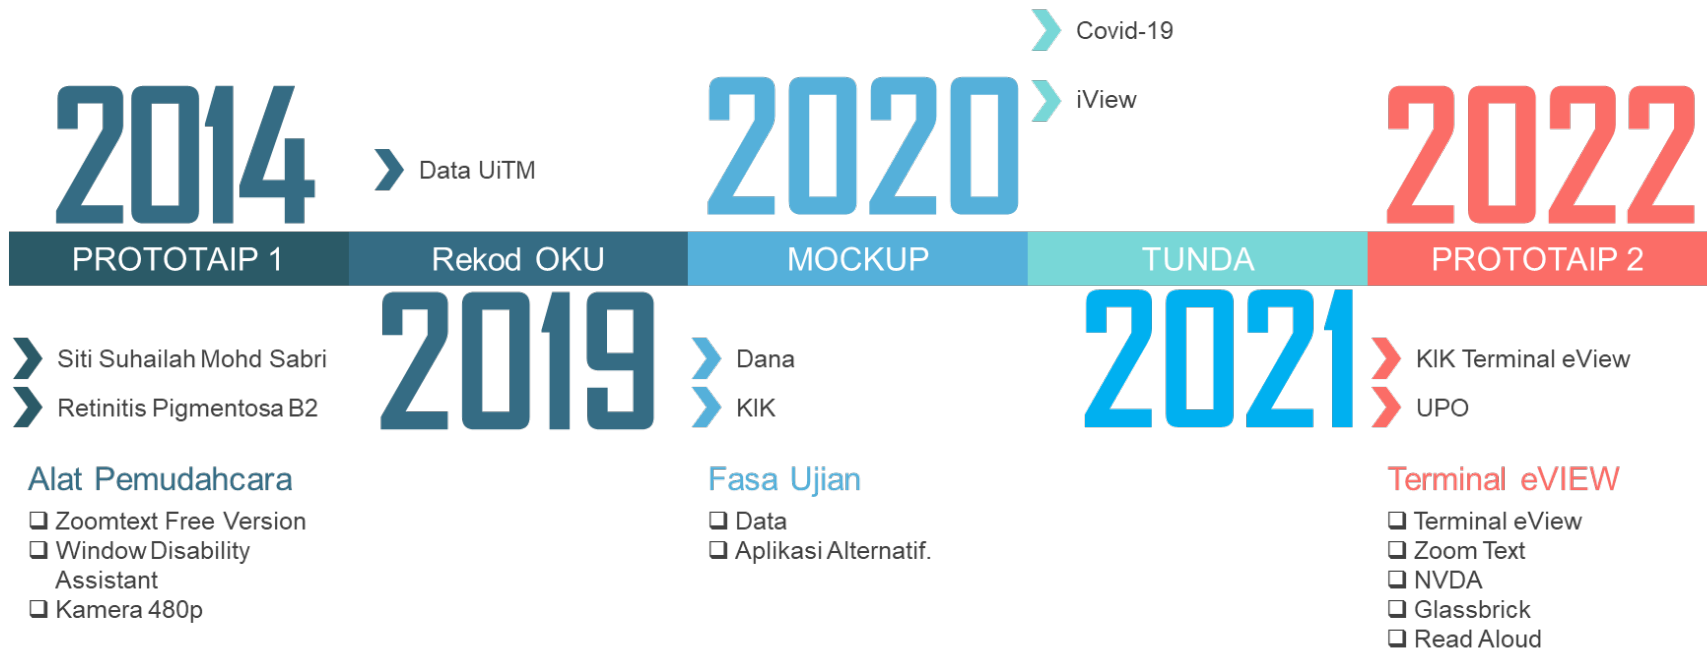 2014
PROTOTAIP 1
Siti Suhailah Mohd Sabri
Retinitis Pigmentosa B2
Alat Pemudahcara
Zoomtext Free Version
Window Disability
Assistant
Kamera 480p
Data UiTM
Rekod OKU
2019
2020
MOCKUP
Dana
KIK
Fasa Ujian
Data
Aplikasi Alternatif.
Covid-19
iView
TUNDA
2021
2022
PROTOTAIP 2
KIK Terminal eView
UPO
Terminal eVIEW
Terminal eView
Zoom Text
NVDA
Glassbrick
Read Aloud